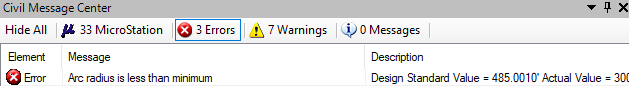 Civil Message Center
Hide All 33 MicroStation 3 Errors 7 Warnings 0 Messages
Element Message Description
Error Arc radius is less than minimum Design Standard Value = 485.0010' Actual Value = 300